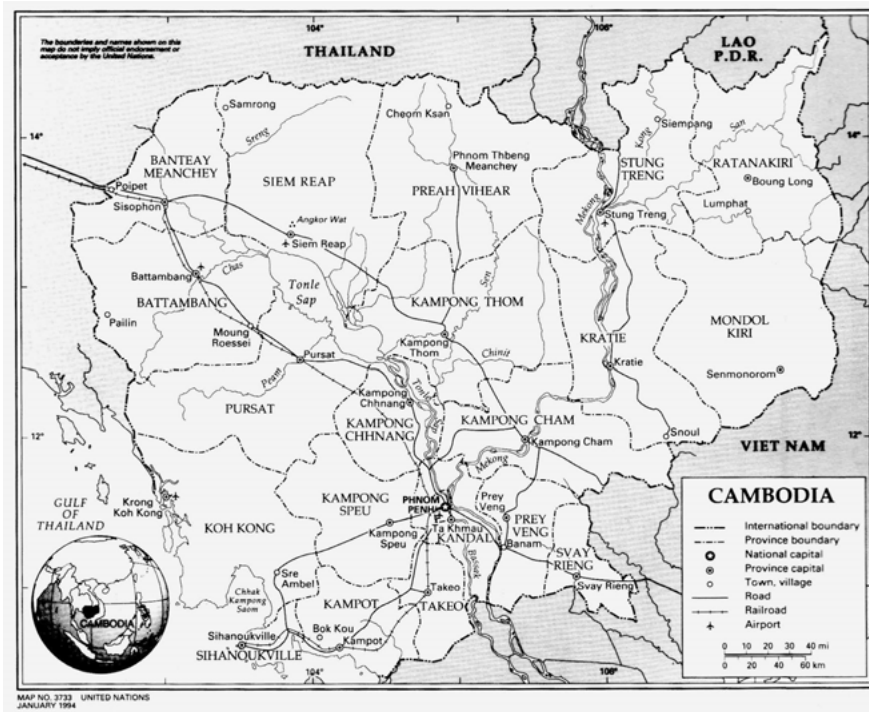 The boundaries and names shown on this
map do not imply official endorsement or
acceptance by the United Nations.
104°
106°
THAILAND
LAO
P.D.R.
Samrong
Cheom Ksan
Siempang
Kong
San
14°
14°
Sreng
BANTEAY
MEANCHEY
SIEM REAP
Phnom Thbeng
Meanchey
PREAH VIHEAR
STUNG
TRENG
RATANAKIRI
Boung Long
Poipet
Sisophon
Angkor Wat
Siem Reap
Mekong
Stung Treng
Lumphat
Battambang
Chas
BATTAMBANG
Tonle
Sap
Sen
KAMPONG THOM
MONDOL
KIRI
Pailin
Moung
Roessei
Kampong
Thom
Chinit
KRATIE
Pursat
Kratie
Senmonorom
Peam
PURSAT
Kampong
Chhnang
Tonle Sap
KAMPONG
CHHNANG
KAMPONG CHAM
Kampong Cham
Snoul
12°
12°
Mekong
VIET NAM
GULF
OF
THAILAND
Krong
Koh Kong
KOH KONG
KAMPONG
SPEU
PHNOM
PENH
Prey
Veng
PREY
VENG
Ta Khmau
KANDAL
Kampong
Speu
Banam
SVAY
RIENG
Svay Rieng
Sre
Ambel
Bassak
Chhak
Kampong
Saom
KAMPOT
Takeo
TAKEO
Bok Kou
Sihanoukville
Kampot
SIHANOUKVILLE
104°
106°
CAMBODIA
CAMBODIA
International boundary
Province boundary
National capital
Province capital
Town, village
Road
Railroad
Airport
0 10 20 30 40 mi
0 20 40 60 km
MAP NO. 3733 UNITED NATIONS
JANUARY 1994